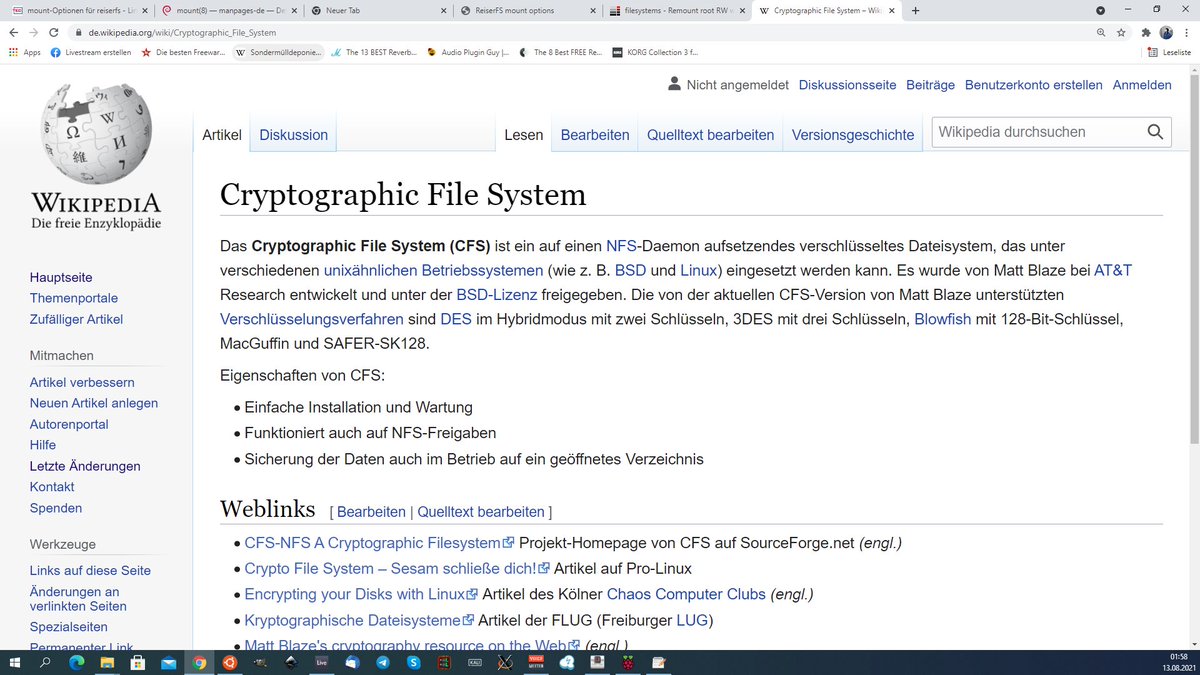 mount-Optionen für reiserfs - Lin
mount(8) — manpages-de — De
Neuer Tab
ReiserFS mount options
filesystems - Remount root RW w
Cryptographic File System – Wiki
de.wikipedia.org/wiki/Cryptographic_File_System
Apps
Livestream erstellen
Die besten Freewar...
Sondermülldeponie...
The 13 BEST Reverb...
Audio Plugin Guy |...
The 8 Best FREE Re...
KORG Collection 3 f...
Leseliste
Nicht angemeldet Diskussionsseite Beiträge Benutzerkonto erstellen Anmelden
Artikel Diskussion Lesen Bearbeiten Quelltext bearbeiten Versionsgeschichte
Wikipedia durchsuchen
WIKIPEDIA
Die freie Enzyklopädie
Hauptseite
Themenportale
Zufälliger Artikel
Mitmachen
Artikel verbessern
Neuen Artikel anlegen
Autorenportal
Hilfe
Letzte Änderungen
Kontakt
Spenden
Werkzeuge
Links auf diese Seite
Änderungen an
verlinkten Seiten
Spezialseiten
Permanenter Link
Cryptographic File System
Das Cryptographic File System (CFS) ist ein auf einen NFS-Daemon aufsetzendes verschlüsseltes Dateisystem, das unter
verschiedenen unixähnlichen Betriebssystemen (wie z. B. BSD und Linux) eingesetzt werden kann. Es wurde von Matt Blaze bei AT&T
Research entwickelt und unter der BSD-Lizenz freigegeben. Die von der aktuellen CFS-Version von Matt Blaze unterstützten
Verschlüsselungsverfahren sind DES im Hybridmodus mit zwei Schlüsseln, 3DES mit drei Schlüsseln, Blowfish mit 128-Bit-Schlüssel,
MacGuffin und SAFER-SK128.
Eigenschaften von CFS:
• Einfache Installation und Wartung
• Funktioniert auch auf NFS-Freigaben
• Sicherung der Daten auch im Betrieb auf ein geöffnetes Verzeichnis
Weblinks [ Bearbeiten | Quelltext bearbeiten ]
• CFS-NFS A Cryptographic Filesystem Projekt-Homepage von CFS auf SourceForge.net (engl.)
• Crypto File System – Sesam schließe dich! Artikel auf Pro-Linux
• Encrypting your Disks with Linux Artikel des Kölner Chaos Computer Clubs (engl.)
• Kryptographische Dateisysteme Artikel der FLUG (Freiburger LUG)
• Matt Blaze's cryptography resource on the Web (engl.)
Live
KALI
01:58
13.08.2021